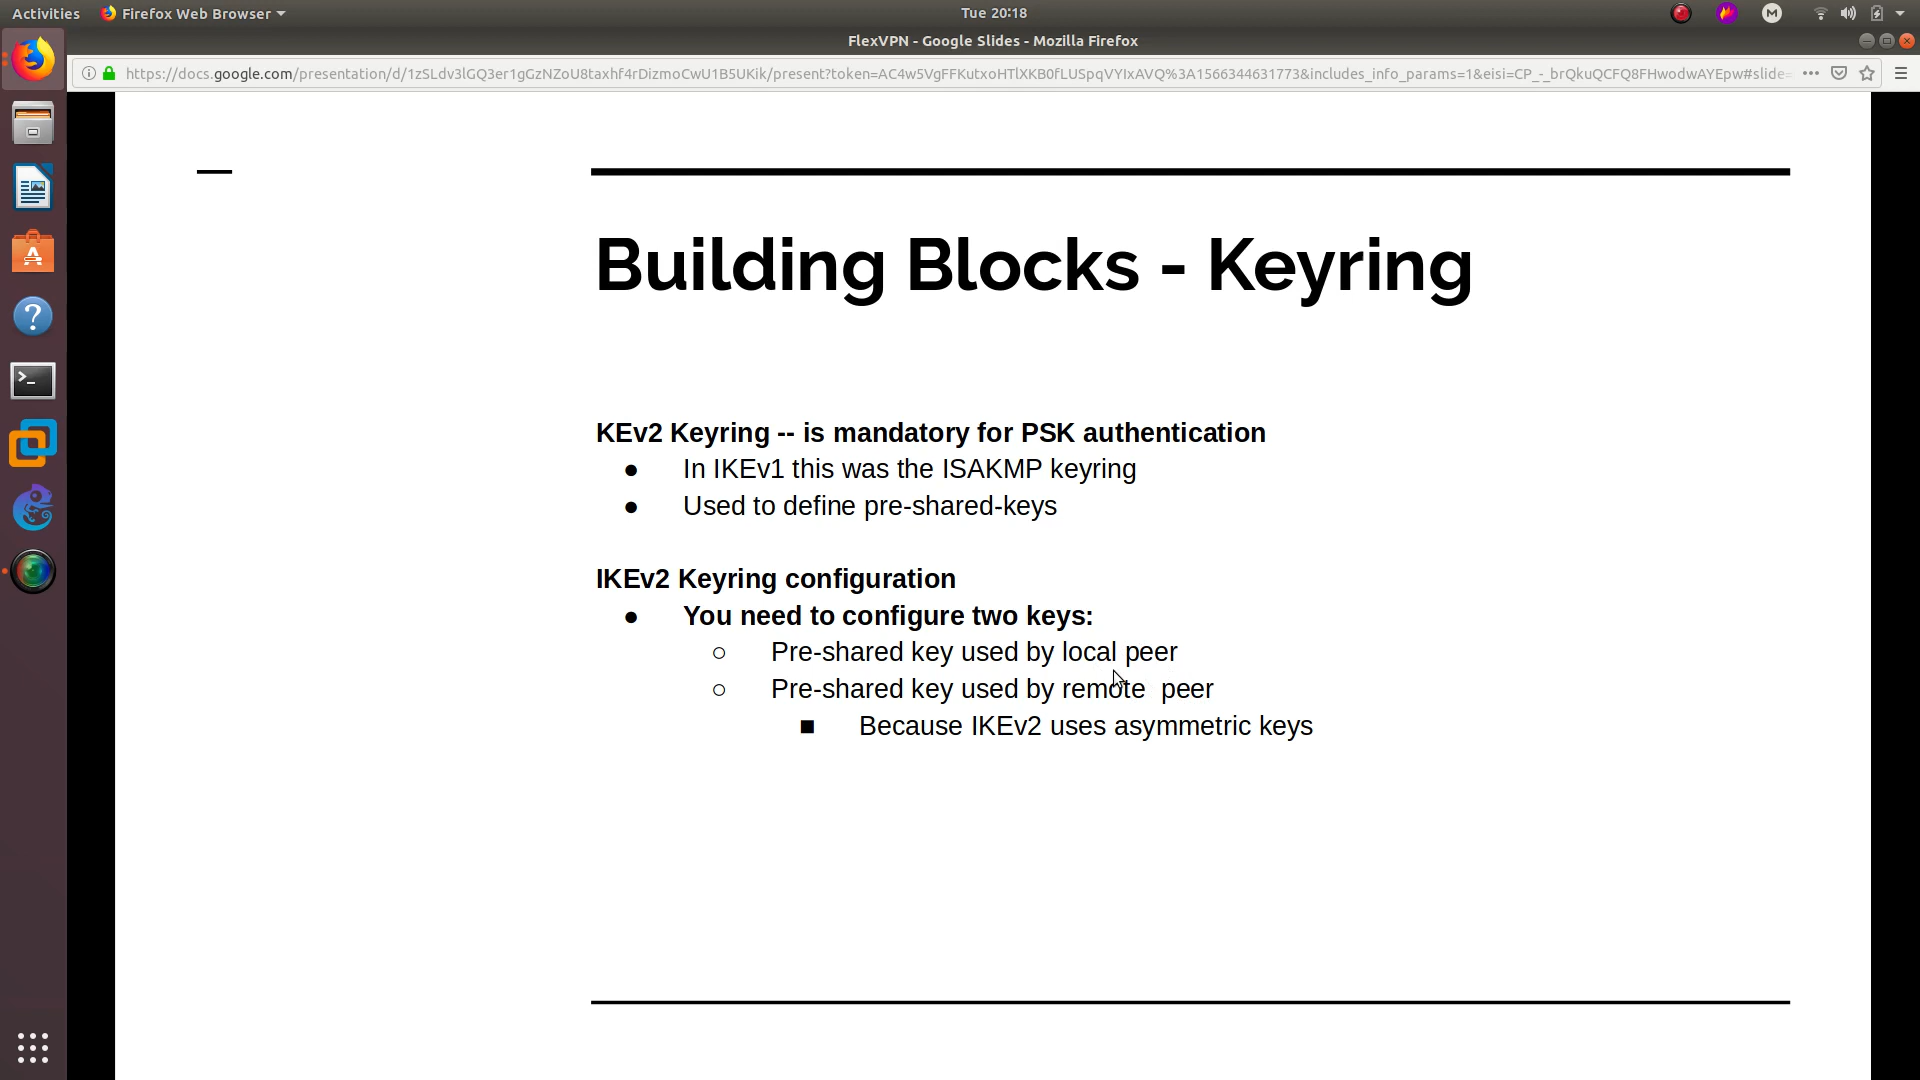 Activities
Firefox Web Browser
Tue 20:18
FlexVPN - Google Slides - Mozilla Firefox
https://docs.google.com/presentation/d/1zSLdv3lGQ3er1gGzNZoU8taxhf4rDizmoCwU1B5UKik/present?token=AC4w5VgFFKutxoHTlXKB0fLUSpqVYIxAVQ%3A1566344631773&includes_info_params=1&eisi=CP_-_brQkuQCFQ8FHwodwAYEpw#slide=
Building Blocks - Keyring
KEv2 Keyring -- is mandatory for PSK authentication
● In IKEv1 this was the ISAKMP keyring
● Used to define pre-shared-keys
IKEv2 Keyring configuration
● You need to configure two keys:
○ Pre-shared key used by local peer
○ Pre-shared key used by remote  peer
■ Because IKEv2 uses asymmetric keys